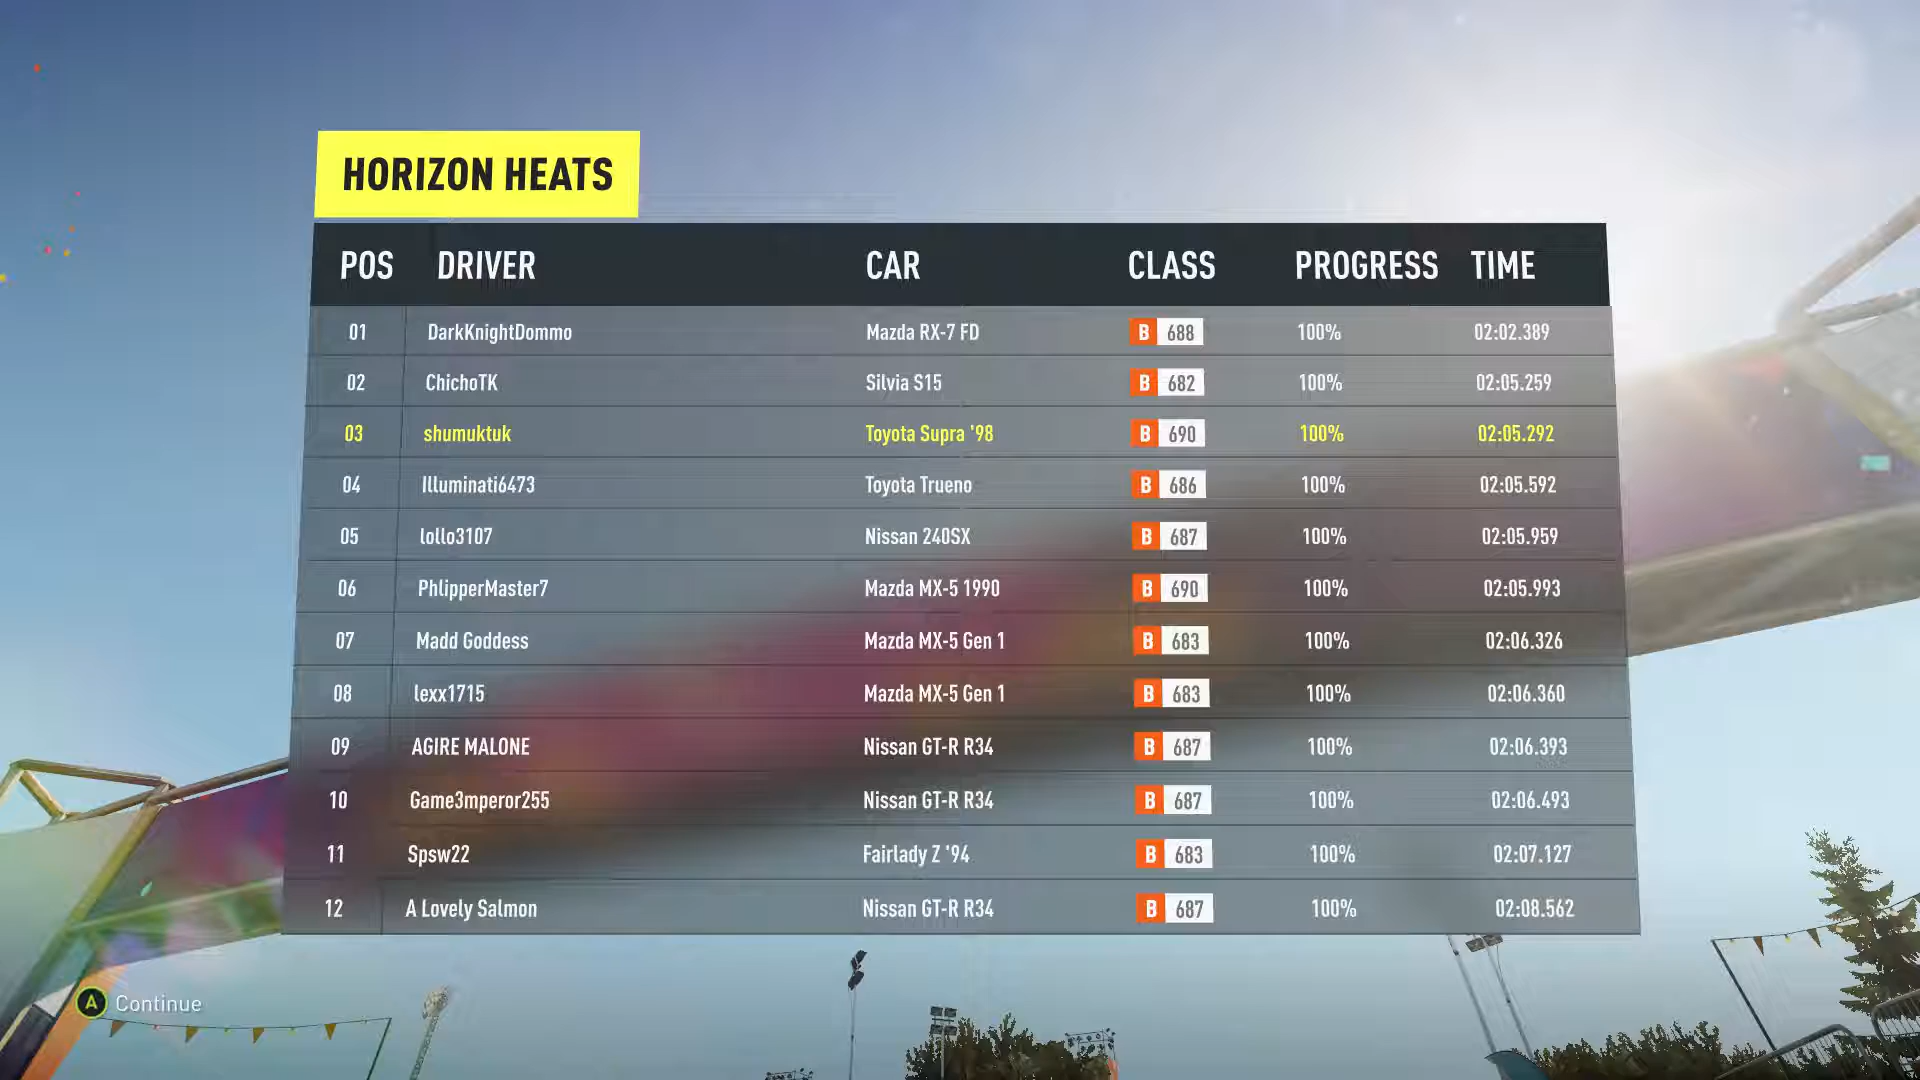 HORIZON HEATS
POS DRIVER CAR CLASS PROGRESS TIME
01 DarkKnightDommo Mazda RX-7 FD B 688 100% 02:02.389
02 ChichoTK Silvia S15 B 682 100% 02:05.259
03 shumuktuk Toyota Supra '98 B 690 100% 02:05.292
04 Illuminati6473 Toyota Trueno B 686 100% 02:05.592
05 lollo3107 Nissan 240SX B 687 100% 02:05.959
06 PhlipperMaster7 Mazda MX-5 1990 B 690 100% 02:05.993
07 Madd Goddess Mazda MX-5 Gen 1 B 683 100% 02:06.326
08 lexx1715 Mazda MX-5 Gen 1 B 683 100% 02:06.360
09 AGIRE MALONE Nissan GT-R R34 B 687 100% 02:06.393
10 Game3mperor255 Nissan GT-R R34 B 687 100% 02:06.493
11 Spsw22 Fairlady Z '94 B 683 100% 02:07.127
12 A Lovely Salmon Nissan GT-R R34 B 687 100% 02:08.562
A Continue